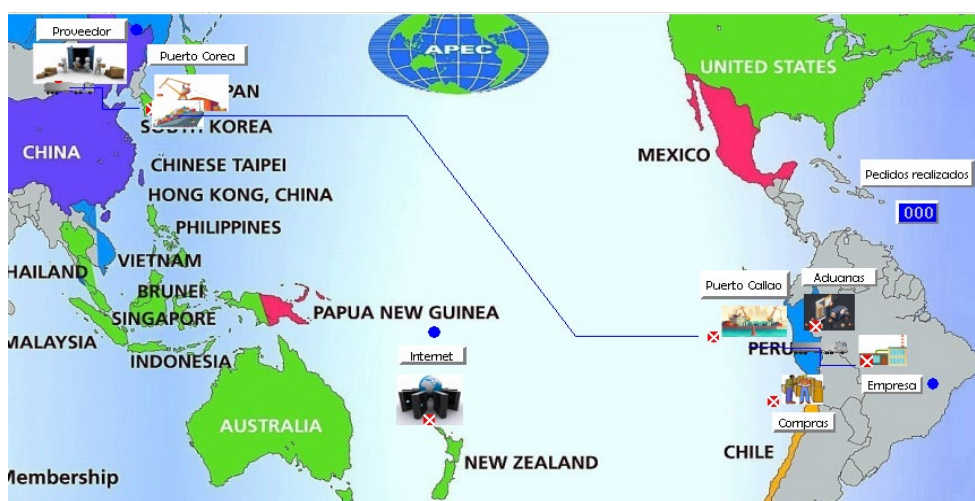 Proveedor
Puerto Corea
APEC
UNITED STATES
PAN
SOUTH KOREA
CHINA
MEXICO
CHINESE TAIPEI
Pedidos realizados
HONG KONG, CHINA
000
PHILIPPINES
VIETNAM
HAILAND
Puerto Callao
Aduanas
BRUNEI
SINGAPORE
PAPUA NEW GUINEA
MALAYSIA
PERU
INDONESIA
Internet
Empresa
AUSTRALIA
Compras
CHILE
NEW ZEALAND
Membership